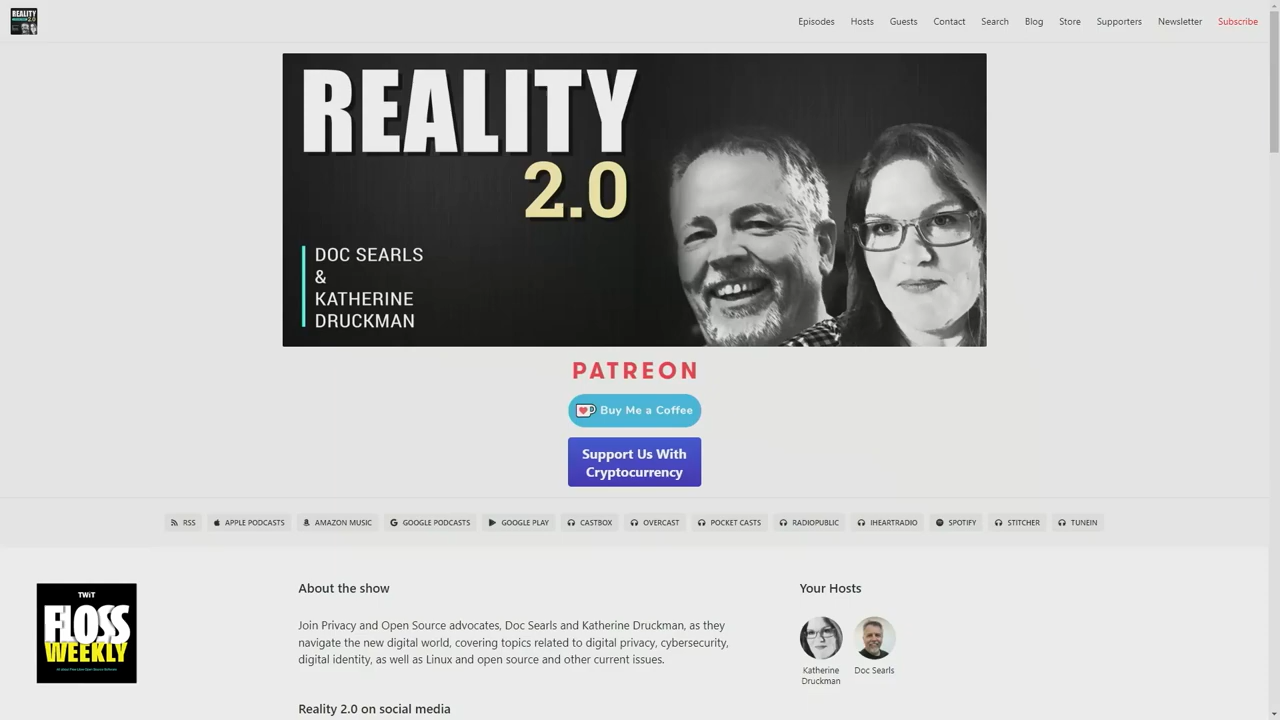 REALITY
2.0
Episodes Hosts Guests Contact Search Blog Store Supporters Newsletter Subscribe
REALITY
2.0
DOC SEARLS
&
KATHERINE
DRUCKMAN
PATREON
Buy Me a Coffee
Support Us With
Cryptocurrency
RSS APPLE PODCASTS AMAZON MUSIC GOOGLE PODCASTS GOOGLE PLAY CASTBOX OVERCAST POCKET CASTS RADIOPUBLIC IHEARTRADIO SPOTIFY STITCHER TUNEIN
TWiT
FLOSS
WEEKLY
About the show
Join Privacy and Open Source advocates, Doc Searls and Katherine Druckman, as they
navigate the new digital world, covering topics related to digital privacy, cybersecurity,
digital identity, as well as Linux and open source and other current issues.
Reality 2.0 on social media
Your Hosts
Katherine
Druckman
Doc Searls